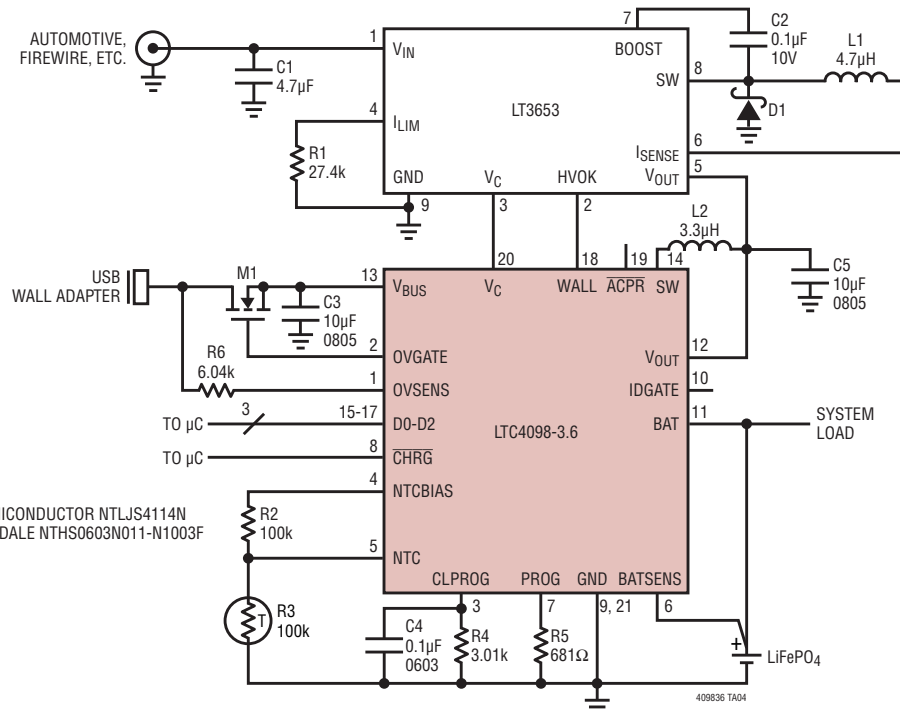 AUTOMOTIVE,
FIREWIRE, ETC.
C1
4.7µF
1
VIN
7
BOOST
C2
0.1µF
10V
8
SW
L1
4.7µH
D1
LT3653
4
ILIM
R1
27.4k
6
ISENSE
5
VOUT
GND
9
VC
3
HVOK
2
L2
3.3µH
USB
WALL ADAPTER
M1
13
VBUS
C3
10µF
0805
20
VC
18
WALL
19
ACPR
14
SW
C5
10µF
0805
2
OVGATE
R6
6.04k
1
OVSENS
12
VOUT
10
IDGATE
TO µC
3
15-17
D0-D2
11
BAT
SYSTEM
LOAD
LTC4098-3.6
TO µC
8
CHRG
4
NTCBIAS
ICONDUCTOR NTLJS4114N
DALE NTHS0603N011-N1003F
R2
100k
5
NTC
T
R3
100k
CLPROG
3
PROG
7
GND
9, 21
BATSENS
6
C4
0.1µF
0603
R4
3.01k
R5
681Ω
+
LiFePO4
409836 TA04